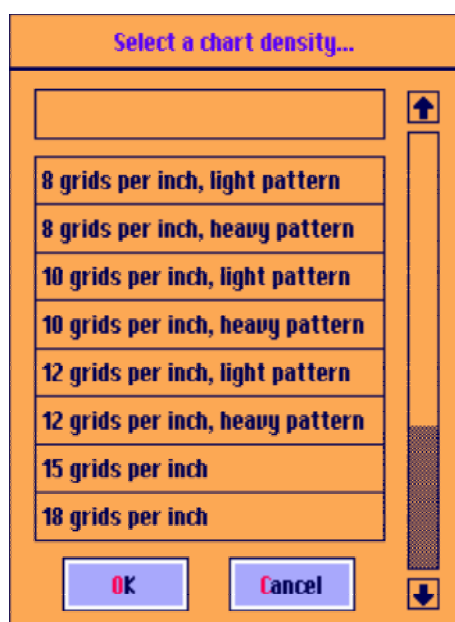 Select a chart density...
8 grids per inch, light pattern
8 grids per inch, heavy pattern
10 grids per inch, light pattern
10 grids per inch, heavy pattern
12 grids per inch, light pattern
12 grids per inch, heavy pattern
15 grids per inch
18 grids per inch
OK Cancel